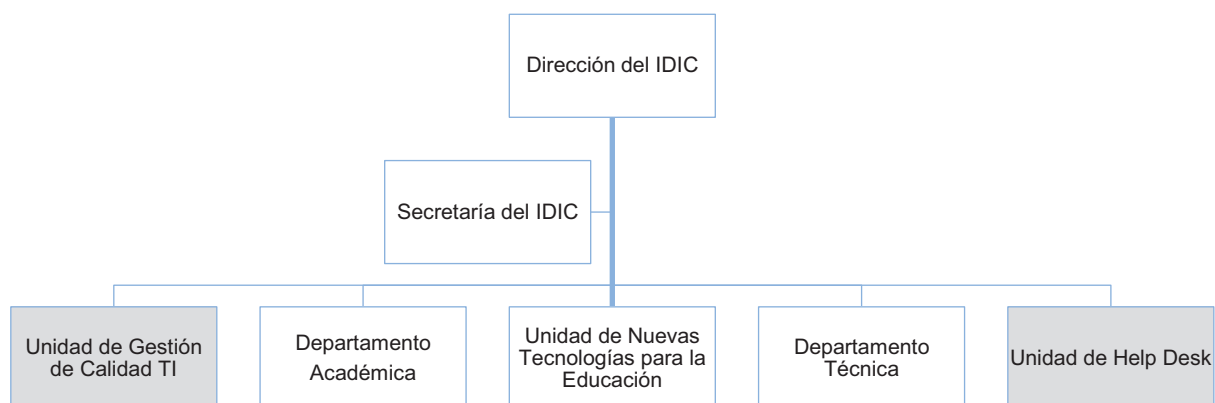 Dirección del IDIC
Secretaría del IDIC
Unidad de Gestión
de Calidad TI
Departamento
Académica
Unidad de Nuevas
Tecnologías para la
Educación
Departamento
Técnica
Unidad de Help Desk